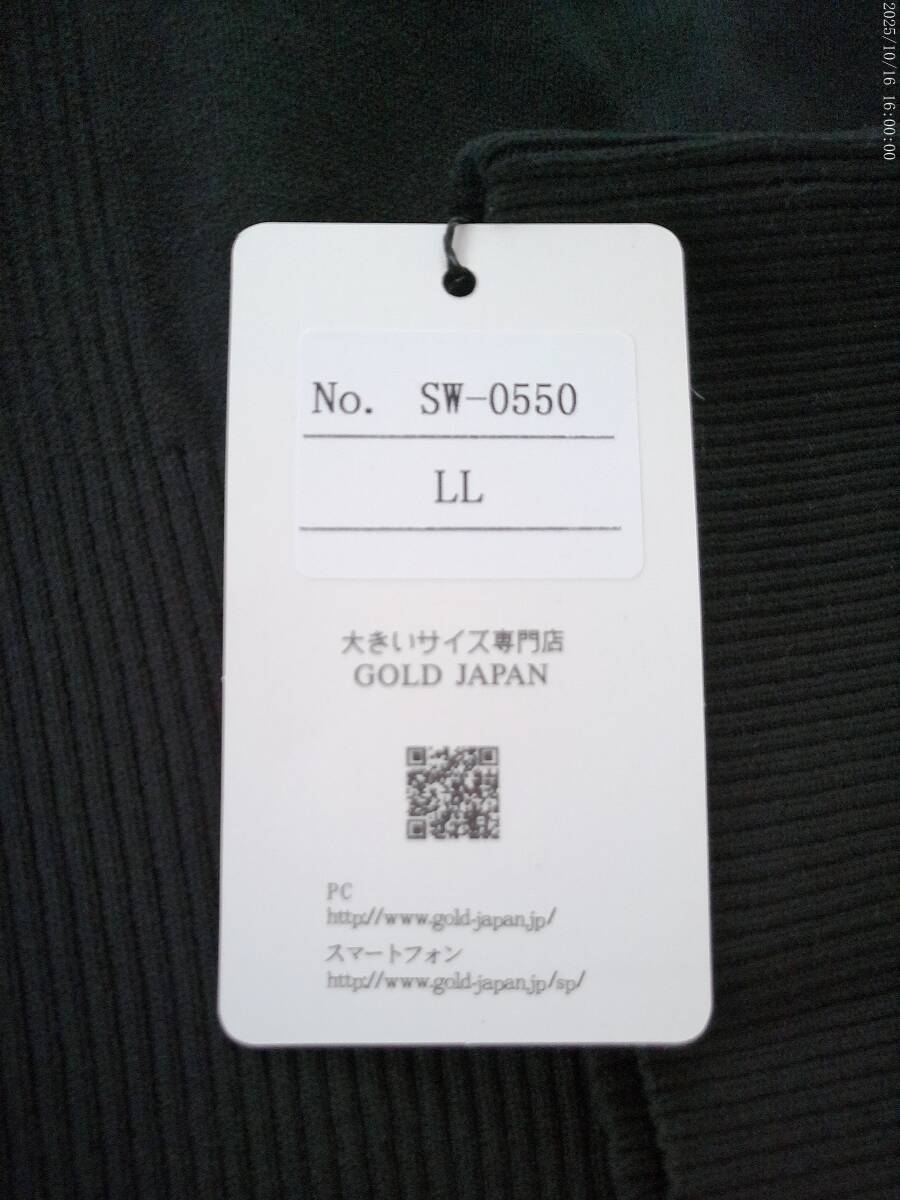 2025/10/16 16:00:00
No. SW-0550
LL
大きいサイズ専門店
GOLD JAPAN
PC
http://www.gold-japan.jp/
スマートフォン
http://www.gold-japan.jp/sp/